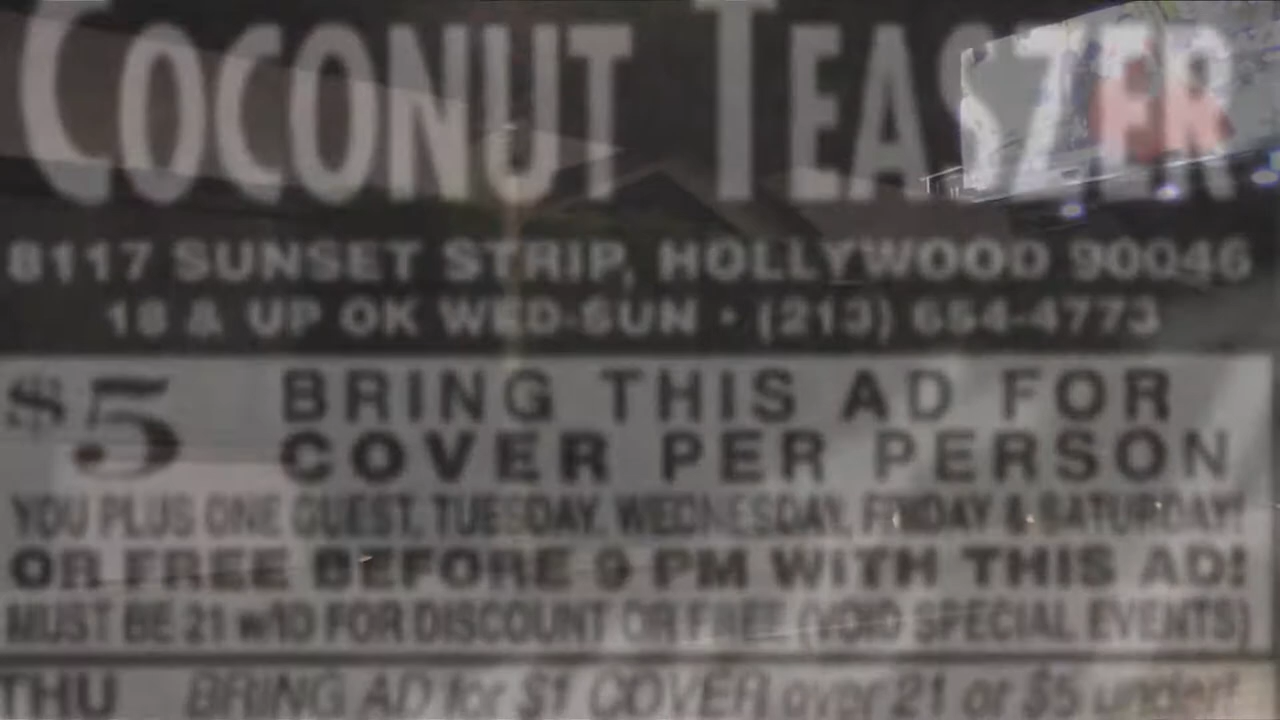 COCONUT TEASZER
8117 SUNSET STRIP, HOLLYWOOD 90046
18 & UP OK WED-SUN • (213) 654-4773
$5 BRING THIS AD FOR
COVER PER PERSON
YOU PLUS ONE GUEST, TUESDAY, WEDNESDAY, FRIDAY & SATURDAY!
OR FREE BEFORE 9 PM WITH THIS AD!
MUST BE 21 w/ID FOR DISCOUNT OR FREE (VOID SPECIAL EVENTS)
THU BRING AD for $1 COVER over 21 or $5 under!